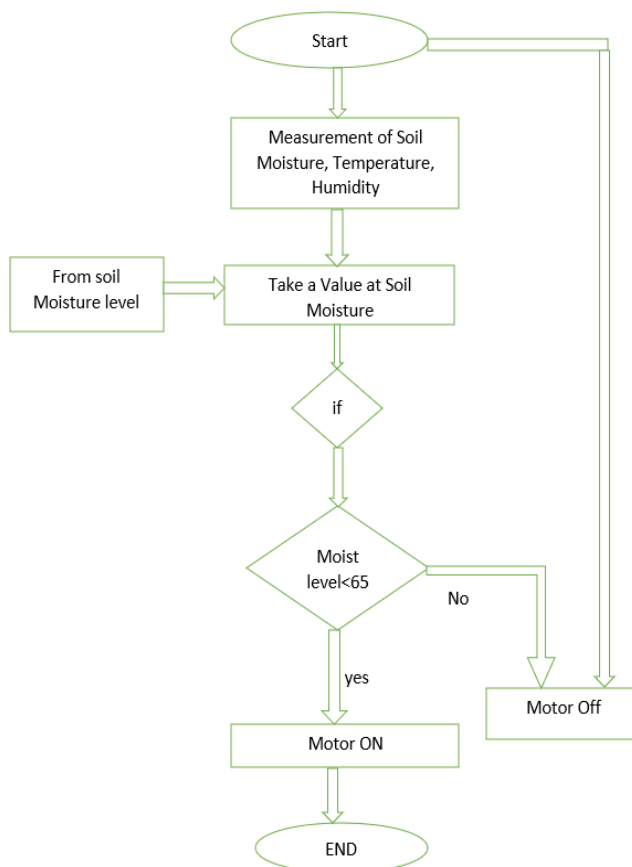 Start
Measurement of Soil
Moisture, Temperature,
Humidity
From soil
Moisture level
Take a Value at Soil
Moisture
if
Moist
level<65
No
yes
Motor Off
Motor ON
END